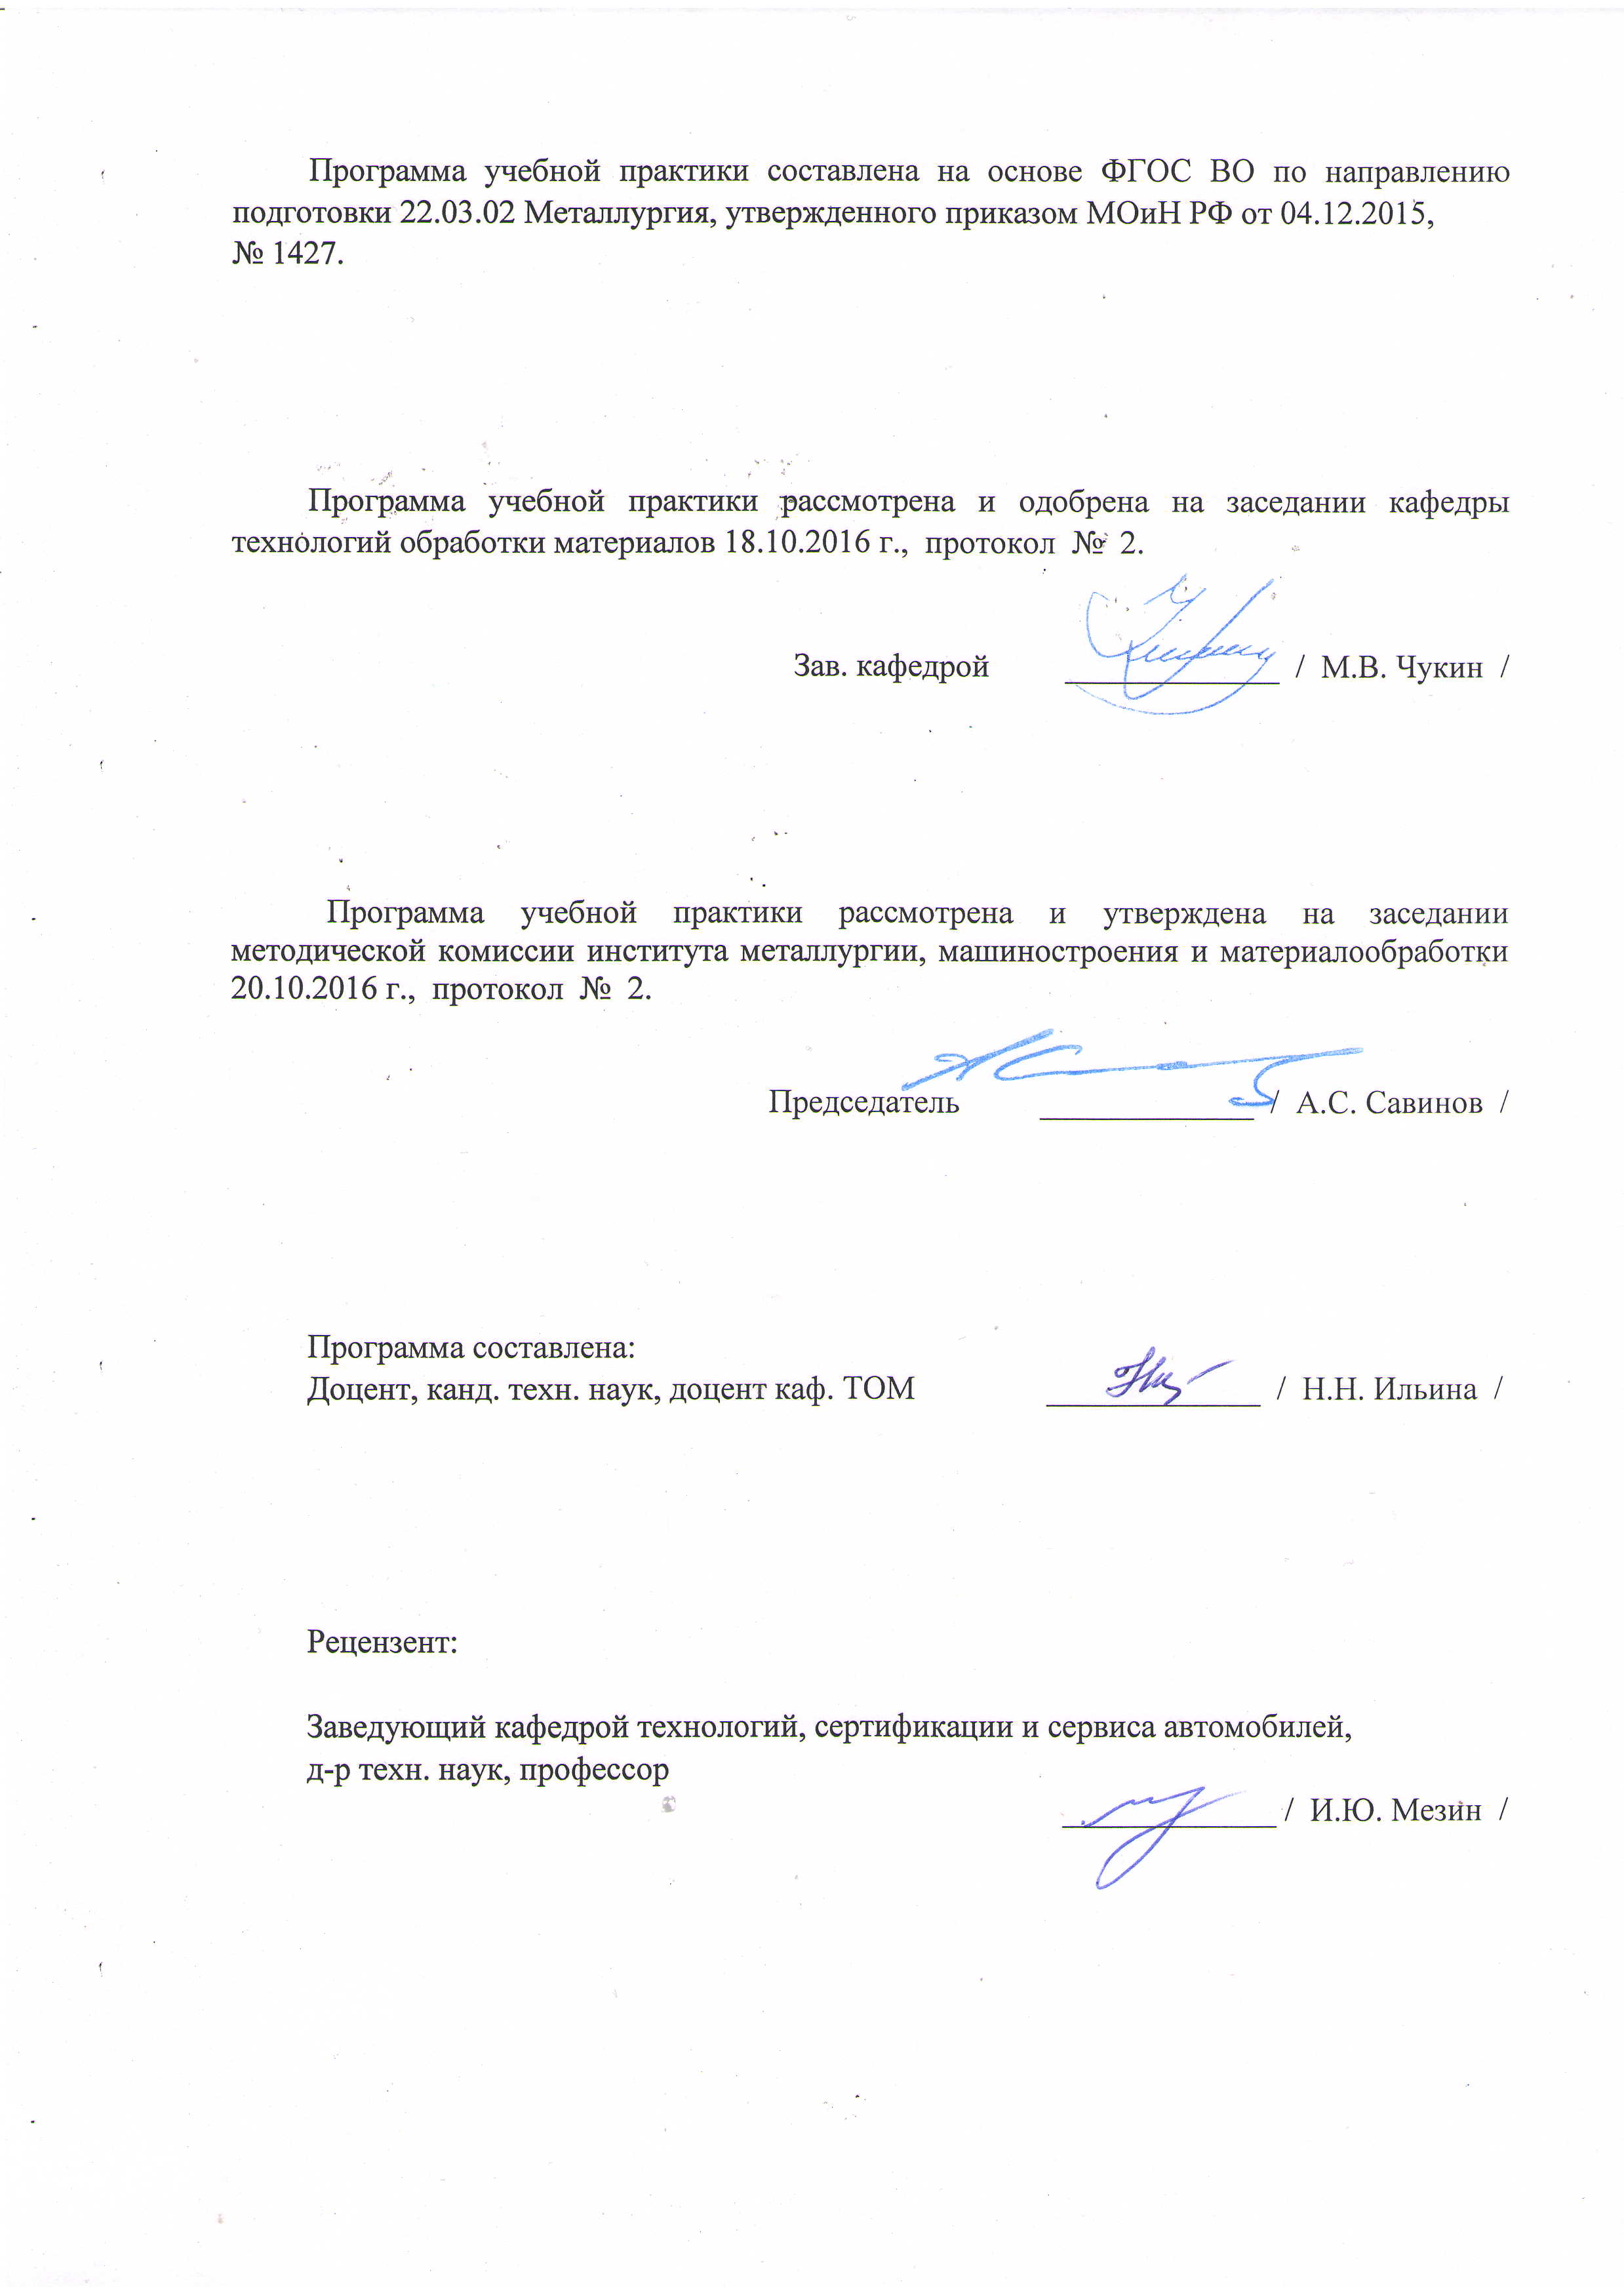 Программа учебной практики составлена на основе ФГОС ВО по направлению
подготовки 22.03.02 Металлургия, утвержденного приказом МОиН РФ от 04.12.2015,
№ 1427.
Программа учебной практики рассмотрена и одобрена на заседании кафедры
технологий обработки материалов 18.10.2016 г., протокол № 2.
Зав. кафедрой _____________ / М.В. Чукин /
Программа учебной практики рассмотрена и утверждена на заседании
методической комиссии института металлургии, машиностроения и материалообработки
20.10.2016 г., протокол № 2.
Председатель _____________ / А.С. Савинов /
Программа составлена:
Доцент, канд. техн. наук, доцент каф. ТОМ _____________ / Н.Н. Ильина /
Рецензент:
Заведующий кафедрой технологий, сертификации и сервиса автомобилей,
д-р техн. наук, профессор
_____________ / И.Ю. Мезин /